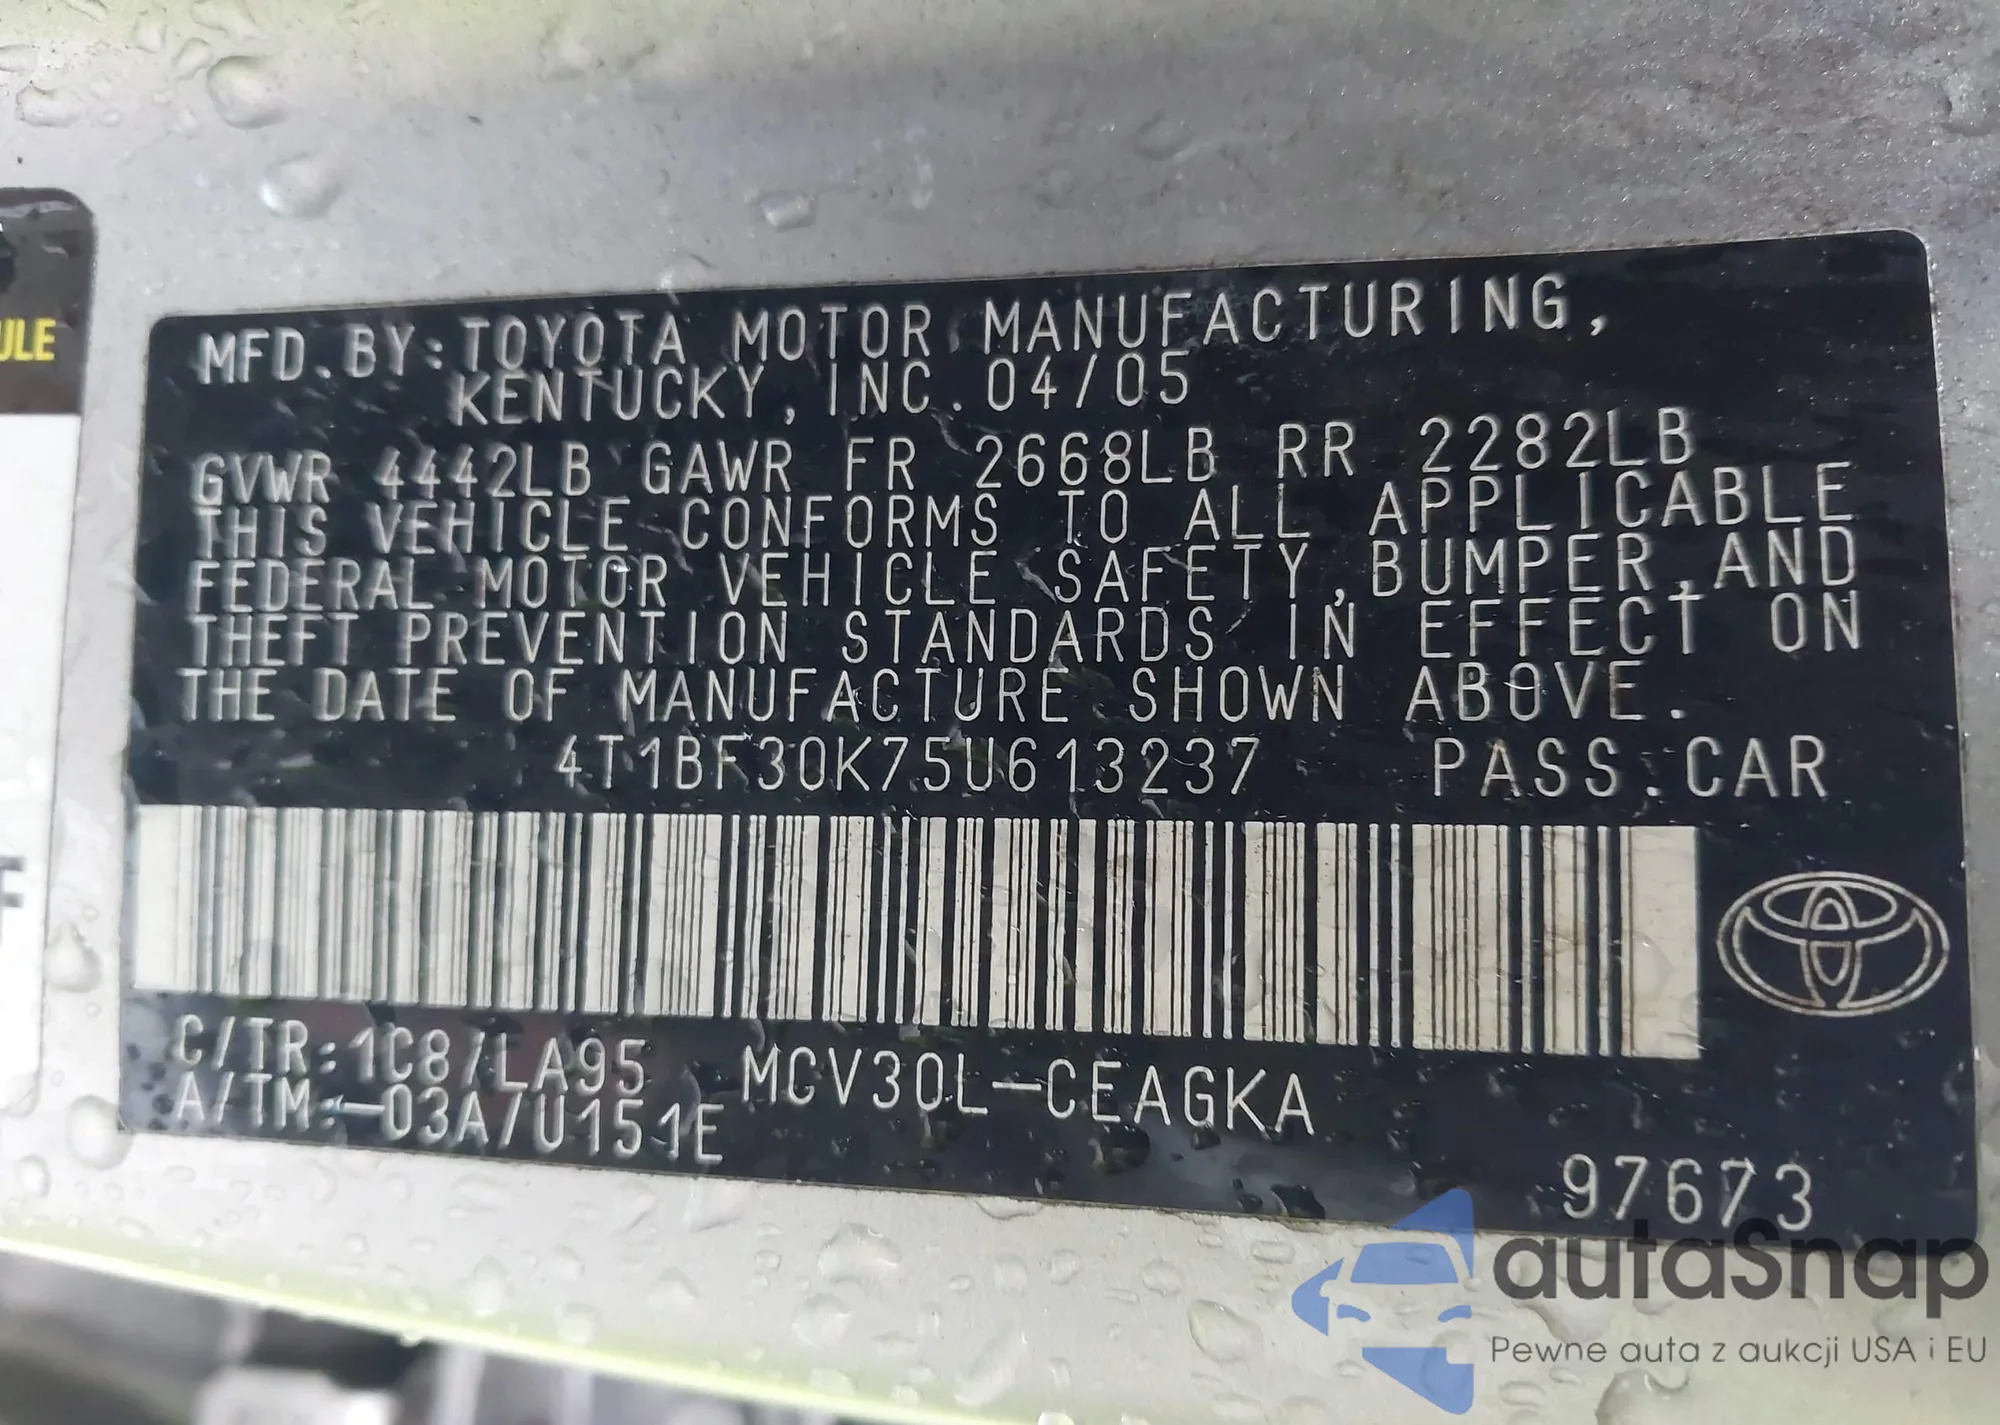 ULE
MFD.BY:TOYOTA MOTOR MANUFACTURING,
KENTUCKY, INC. 04/05
GVWR 4442LB GAWR FR 2668LB RR 2282LB
THIS VEHICLE CONFORMS TO ALL APPLICABLE
FEDERAL MOTOR VEHICLE SAFETY,BUMPER,AND
THEFT PREVENTION STANDARDS IN EFFECT ON
THE DATE OF MANUFACTURE SHOWN ABOVE.
4T1BF30K75U613237 PASS.CAR
C/TR:1C8/LA95 MCV30L-CEAGKA
A/TM:-03A/U151E
97673
autaSnap
Pewne auta z aukcji USA i EU